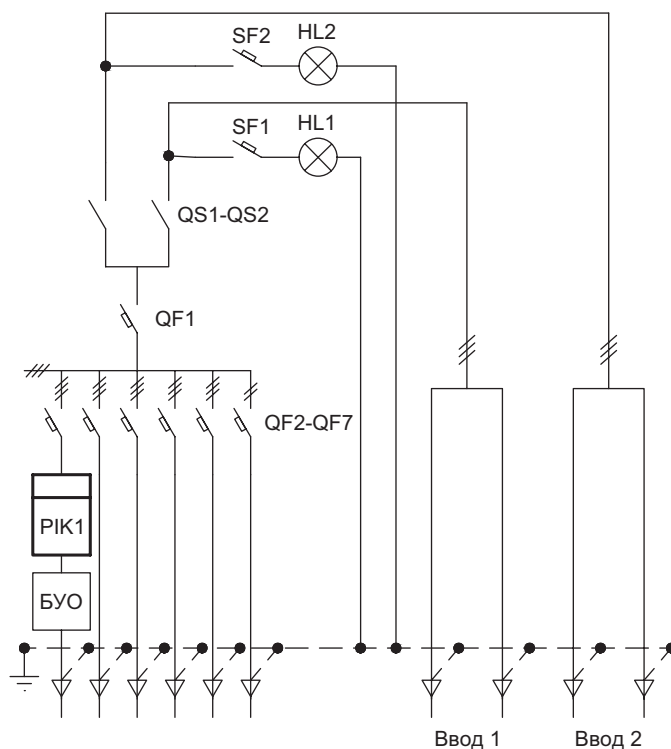 SF2
HL2
SF1
HL1
QS1-QS2
QF1
QF2-QF7
PIK1
БУО
Ввод 1
Ввод 2